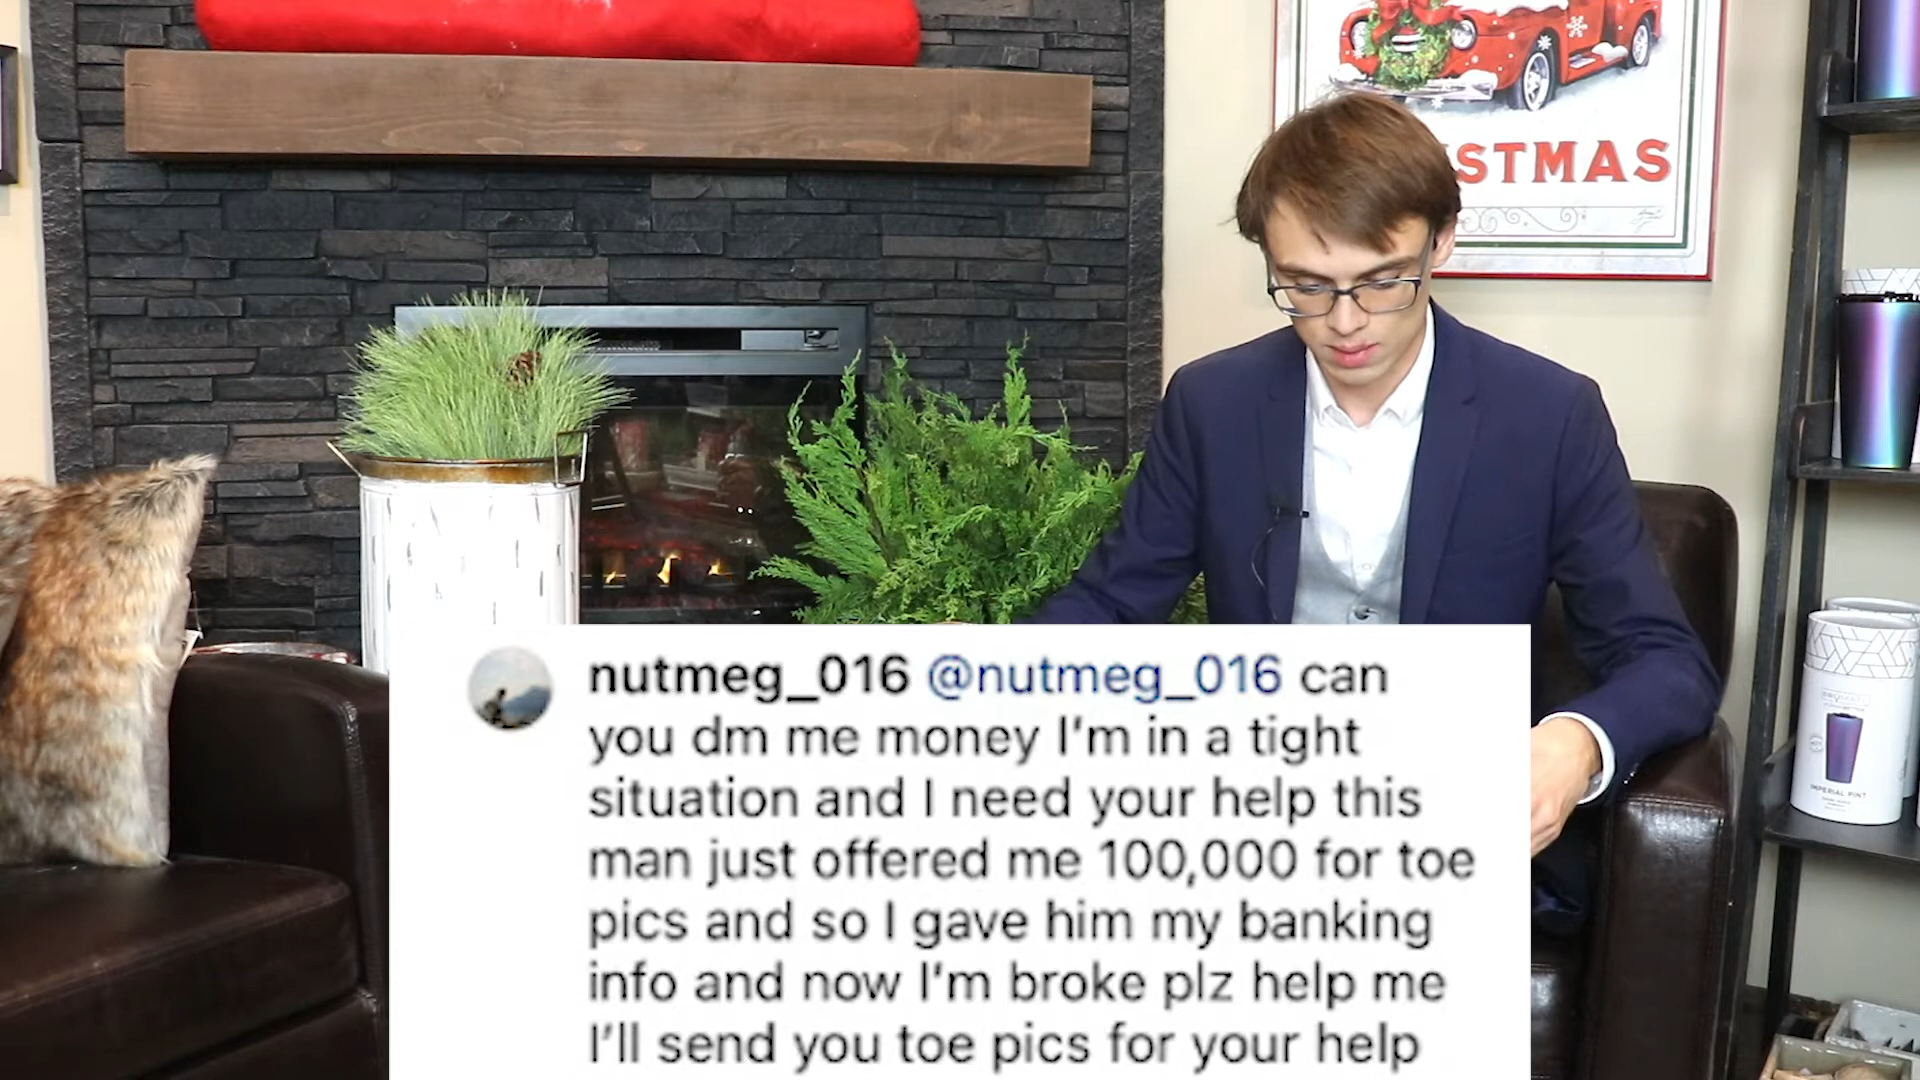 STMAS
nutmeg_016 @nutmeg_016 can
you dm me money I'm in a tight
situation and I need your help this
man just offered me 100,000 for toe
pics and so I gave him my banking
info and now I'm broke plz help me
I'll send you toe pics for your help
IMPERIAL PINT